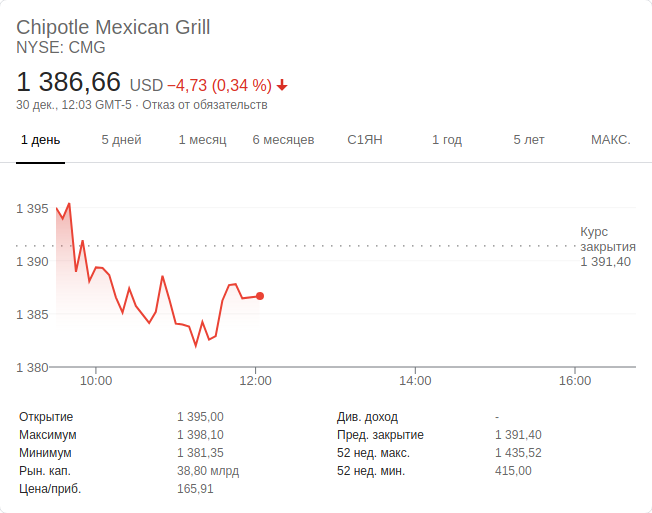 Chipotle Mexican Grill
NYSE: CMG
1 386,66 USD −4,73 (0,34 %)
30 дек., 12:03 GMT-5 · Отказ от обязательств
1 день 5 дней 1 месяц 6 месяцев С1ЯН 1 год 5 лет МАКС.
1 395
1 390
1 385
1 380
Курс
закрытия
1 391,40
10:00 12:00 14:00 16:00
Открытие 1 395,00 Див. доход -
Максимум 1 398,10 Пред. закрытие 1 391,40
Минимум 1 381,35 52 нед. макс. 1 435,52
Рын. кап. 38,80 млрд 52 нед. мин. 415,00
Цена/приб. 165,91